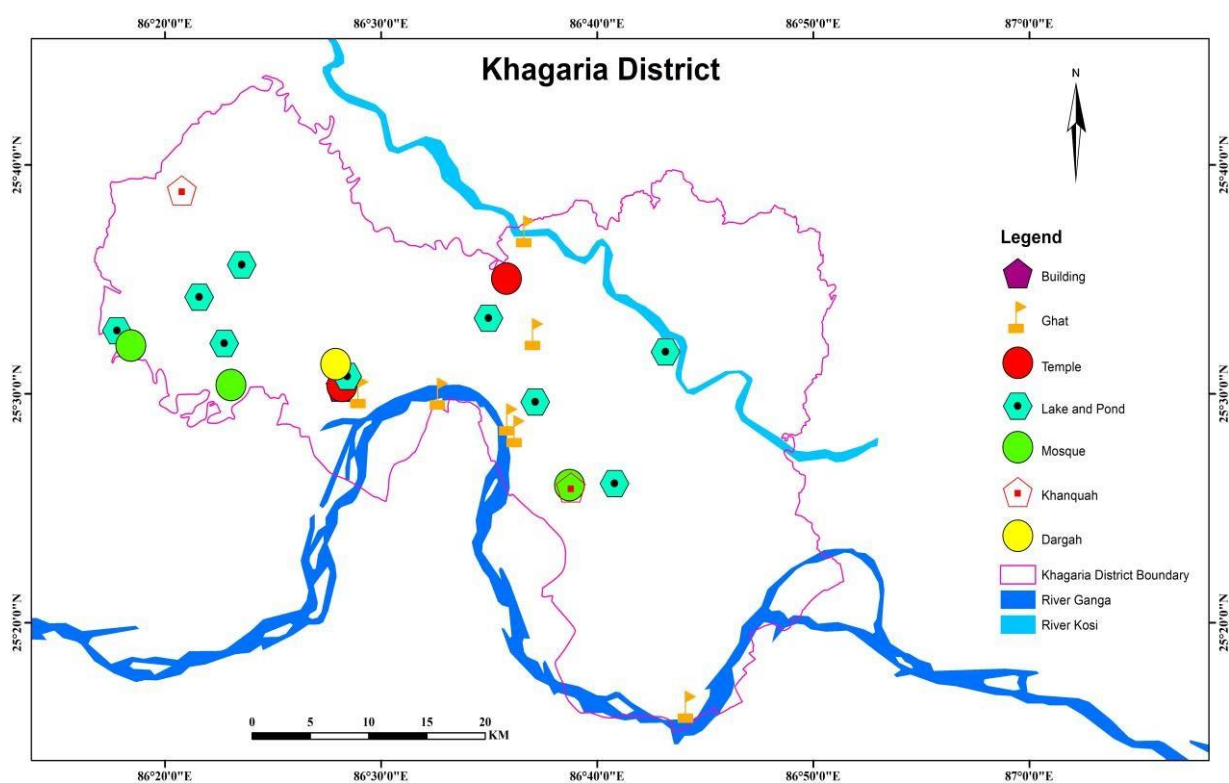 86°20'0"E 86°30'0"E 86°40'0"E 86°50'0"E 87°0'0"E
Khagaria District
N
25°40'0"N 25°40'0"N
Legend
Building
Ghat
Temple
25°30'0"N 25°30'0"N
Lake and Pond
Mosque
Khanquah
Dargah
Khagaria District Boundary
River Ganga
25°20'0"N 25°20'0"N
River Kosi
0 5 10 15 20
KM
86°20'0"E 86°30'0"E 86°40'0"E 86°50'0"E 87°0'0"E